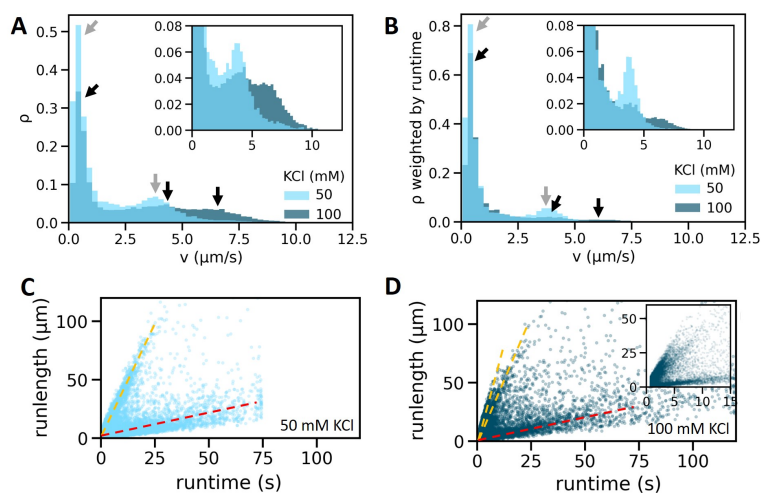 A
ρ
0.5
0.4
0.3
0.2
0.1
0.0
0.0 2.5 5.0 7.5 10.0 12.5
v (μm/s)
0.08
0.06
0.04
0.02
0.00
0 5 10
KCl (mM)
50
100
B
ρ weighted by runtime
0.8
0.6
0.4
0.2
0.0
0.0 2.5 5.0 7.5 10.0 12.5
v (μm/s)
0.08
0.06
0.04
0.02
0.00
0 5 10
KCl (mM)
50
100
C
runlength (μm)
100
50
0
0 25 50 75 100
runtime (s)
50 mM KCl
D
runlength (μm)
100
50
0
0 25 50 75 100
runtime (s)
50
25
0
0 5 10 15
100 mM KCl